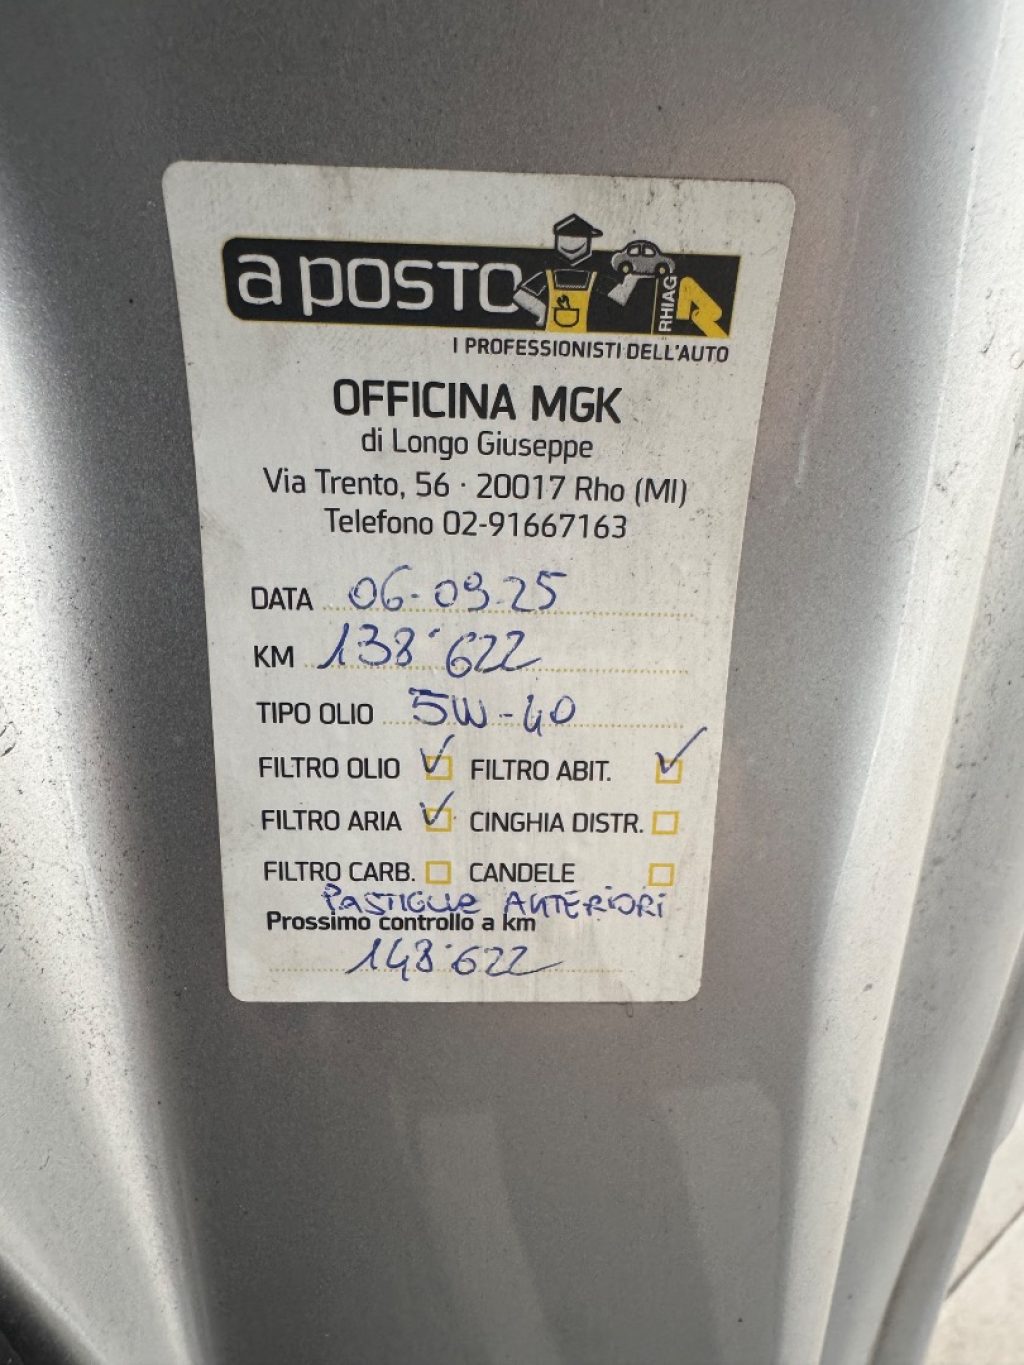 a posto
RHIAG
I PROFESSIONISTI DELL'AUTO
OFFICINA MGK
di Longo Giuseppe
Via Trento, 56 · 20017 Rho (MI)
Telefono 02-91667163
DATA 06-09-25
KM 138'622
TIPO OLIO 5W-40
FILTRO OLIO FILTRO ABIT.
FILTRO ARIA CINGHIA DISTR.
FILTRO CARB. CANDELE
PASTIGLIE ANTERIORI
Prossimo controllo a km
148'622